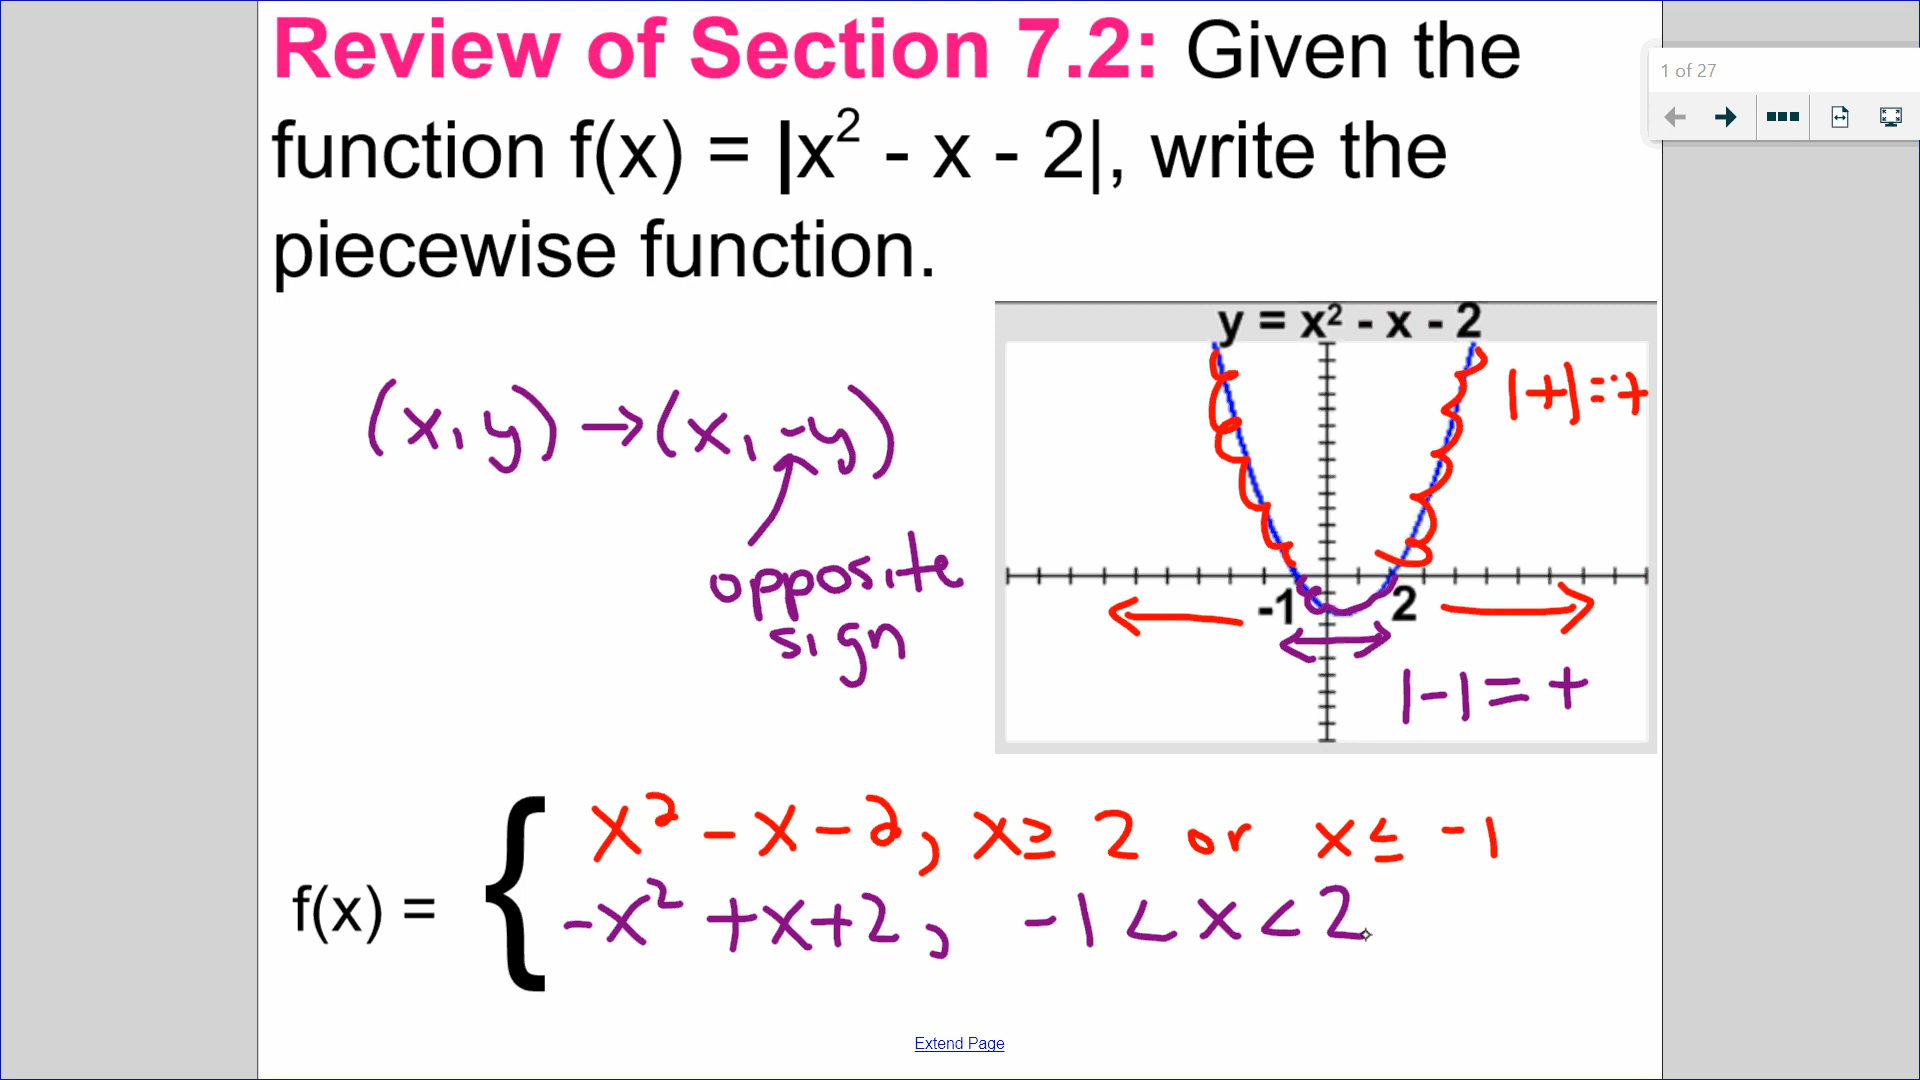 Review of Section 7.2: Given the
function f(x) = |x² - x - 2|, write the
piecewise function.
1 of 27
y = x² - x - 2
|+| = +
(x, y) → (x, -y)
opposite
sign
-1
2
|-| = +
f(x) = {
x² - x - 2, x ≥ 2 or x ≤ -1
-x² + x + 2, -1 < x < 2
Extend Page